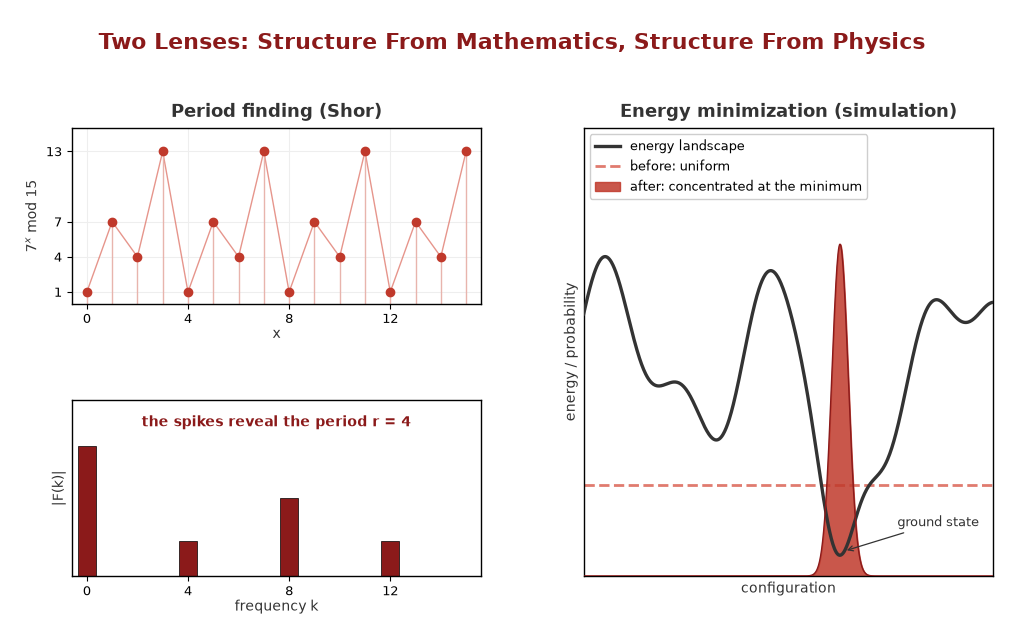 Two Lenses: Structure From Mathematics, Structure From Physics
Period finding (Shor)
7ˣ mod 15
13
7
4
1
0 4 8 12
x
the spikes reveal the period r = 4
|F(k)|
0 4 8 12
frequency k
Energy minimization (simulation)
energy landscape
before: uniform
after: concentrated at the minimum
energy / probability
ground state
configuration